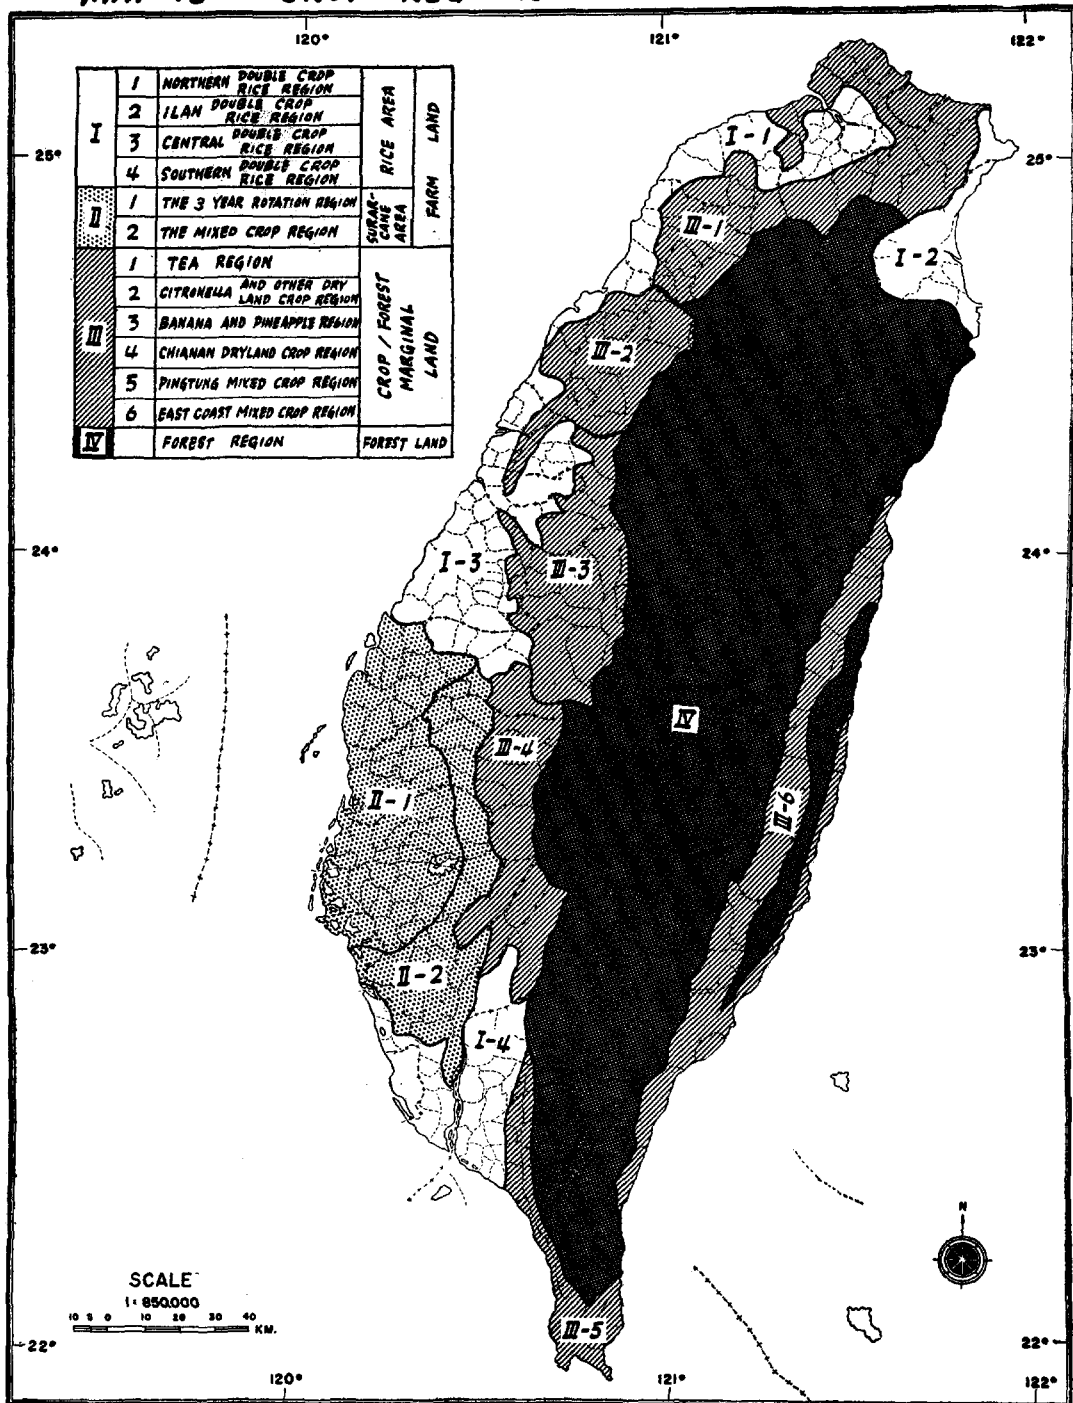 120° 121° 122°
I
1 NORTHERN DOUBLE CROP RICE REGION
2 ILAN DOUBLE CROP RICE REGION
3 CENTRAL DOUBLE CROP RICE REGION
4 SOUTHERN DOUBLE CROP RICE REGION
RICE AREA
FARM LAND
II
1 THE 3 YEAR ROTATION REGION
2 THE MIXED CROP REGION
SUGAR-
CANE
AREA
III
1 TEA REGION
2 CITRONELLA AND OTHER DRY LAND CROP REGION
3 BANANA AND PINEAPPLE REGION
4 CHIANAN DRYLAND CROP REGION
5 PINGTUNG MIXED CROP REGION
6 EAST COAST MIXED CROP REGION
CROP / FOREST
MARGINAL
LAND
IV FOREST REGION FOREST LAND
I-1
25° 25°
III-1
I-2
III-2
24° 24°
I-3
III-3
IV
III-4
II-1
III-6
23° 23°
II-2
I-4
N
SCALE
1:850,000
10 5 0 10 20 30 40 KM.
III-5
22° 22°
120° 121° 122°